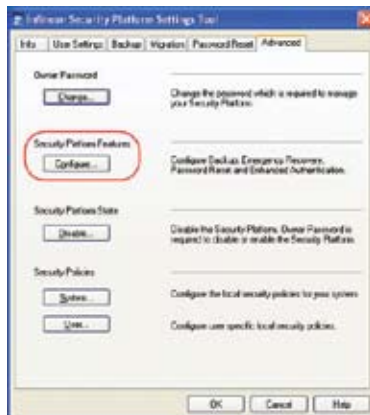 Infineon Security Platform Settings Tool
Info User Settings Backup Migration Password Reset Advanced
Owner Password
Change...
Change the password which is required to manage
your Security Platform.
Security Platform Features
Configure...
Configure Backup, Emergency Recovery,
Password Reset and Enhanced Authentication.
Security Platform State
Disable...
Disable the Security Platform. Owner Password is
required to disable or enable the Security Platform.
Security Policies
System...
Configure the local security policies for your system
User...
Configure user specific local security policies.
OK Cancel Help